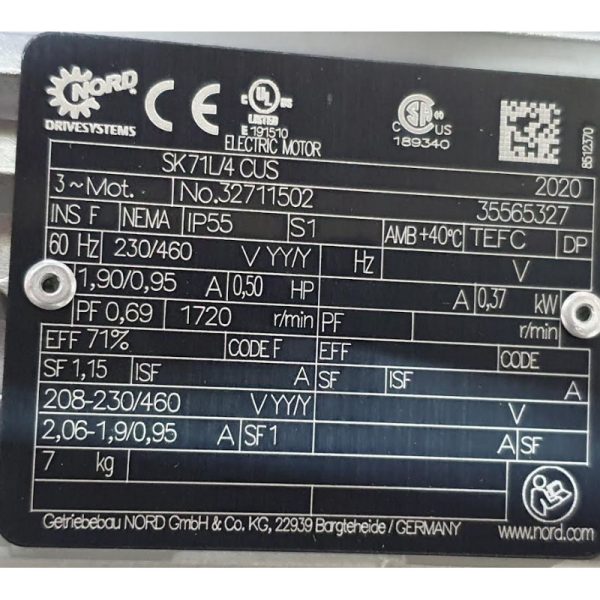 NORD
DRIVESYSTEMS
CE
UL
C US
LISTED
E 191510
CSA
C US
189340
8512370
ELECTRIC MOTOR
SK71L/4 CUS
2020
3~Mot. No.32711502 35565327
INS F NEMA IP55 S1 AMB +40°C TEFC DP
60 Hz 230/460 V YY/Y Hz V
1,90/0,95 A 0,50 HP A 0,37 kW
PF 0,69 1720 r/min PF r/min
EFF 71% CODE F EFF CODE
SF 1,15 ISF A SF ISF A
208-230/460 V YY/Y V
2,06-1,9/0,95 A SF 1 A SF
7 kg
Getriebebau NORD GmbH & Co. KG, 22939 Bargteheide / GERMANY www.nord.com